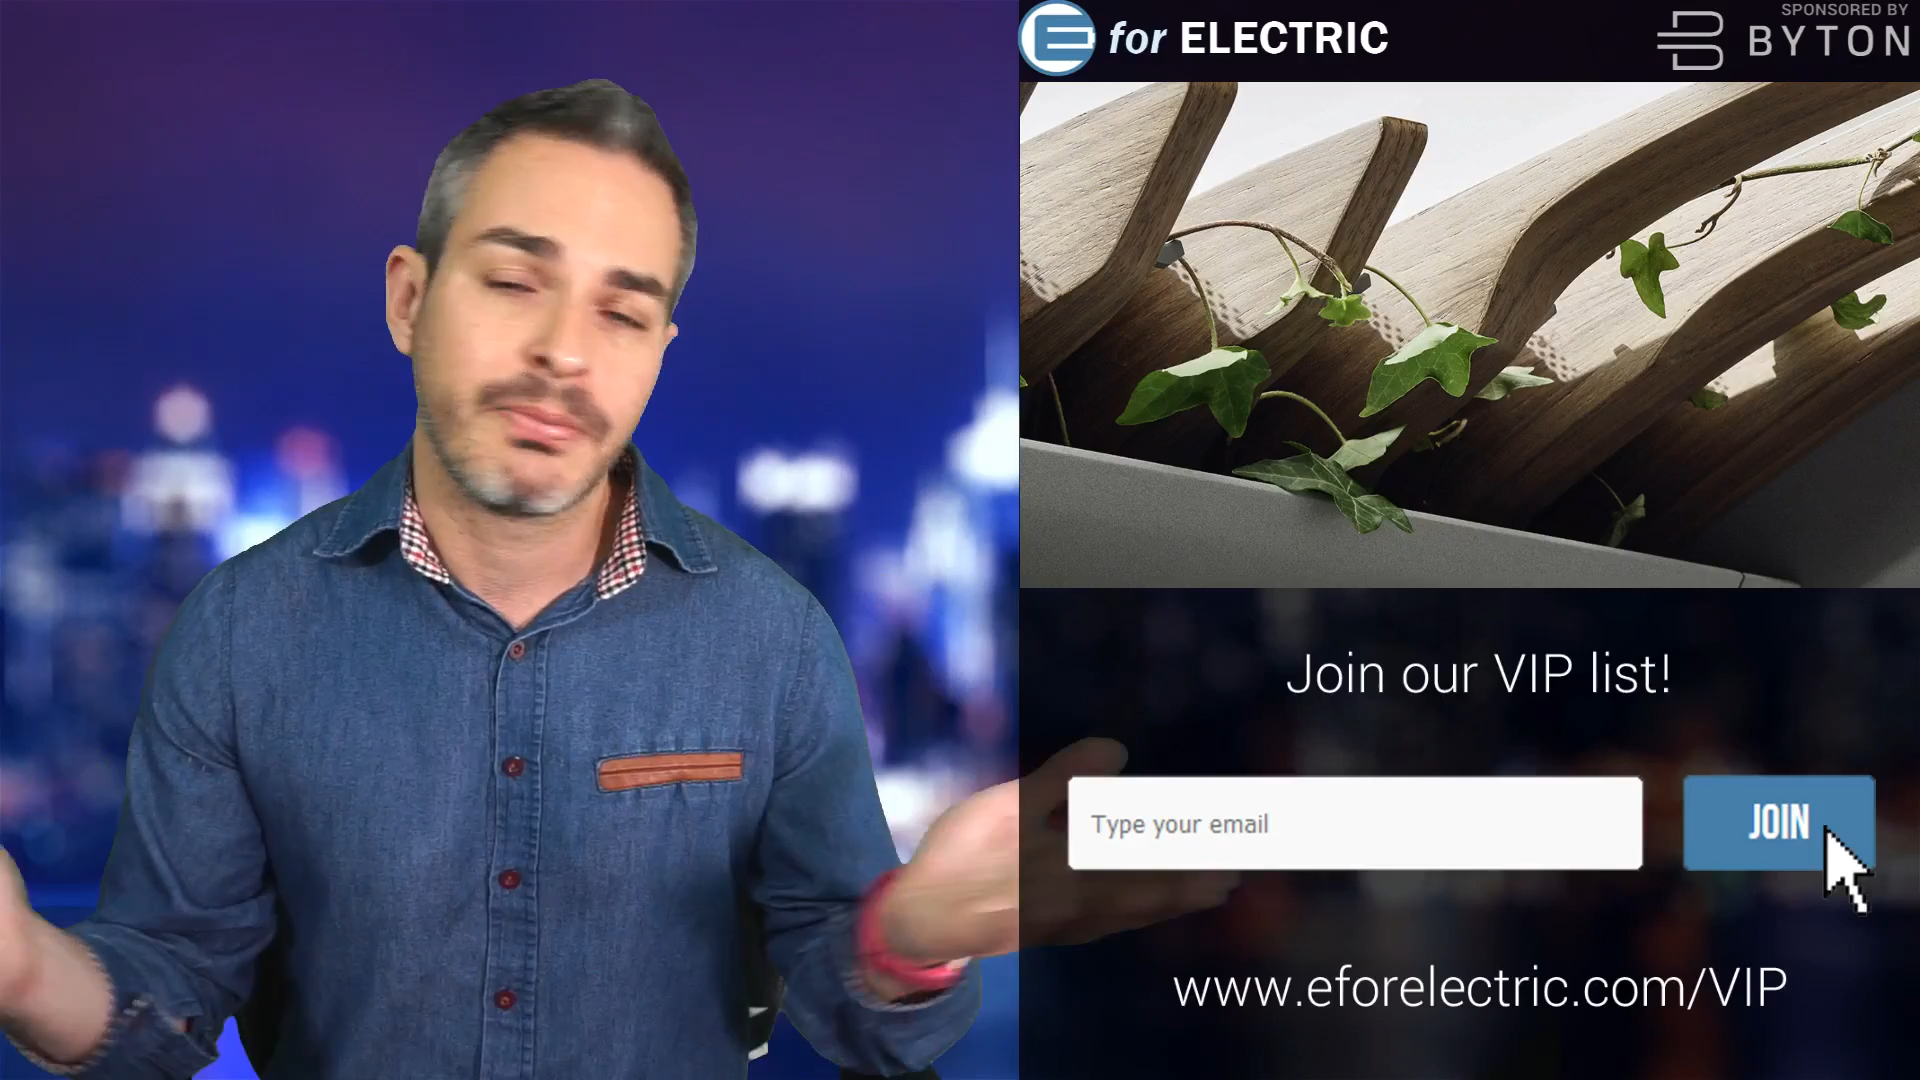 for ELECTRIC
SPONSORED BY
BYTON
Join our VIP list!
Type your email
JOIN
www.eforelectric.com/VIP